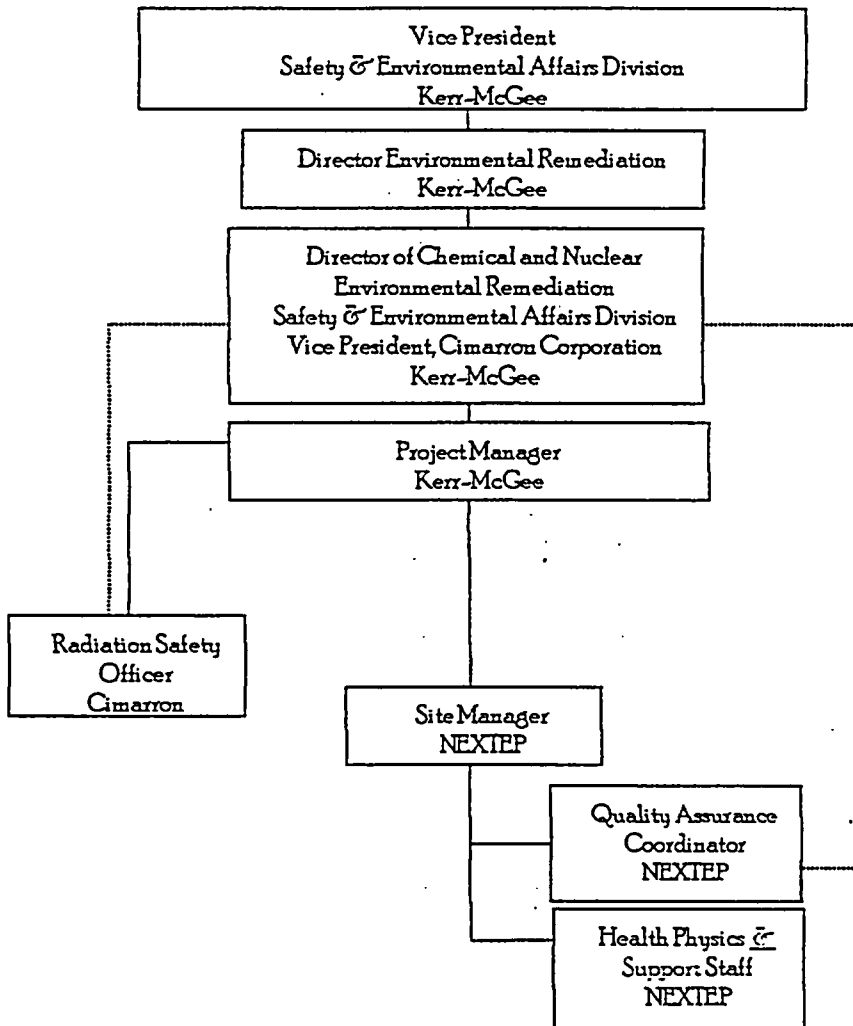 Vice President
Safety & Environmental Affairs Division
Kerr-McGee
Director Environmental Remediation
Kerr-McGee
Director of Chemical and Nuclear
Environmental Remediation
Safety & Environmental Affairs Division
Vice President, Cimarron Corporation
Kerr-McGee
Project Manager
Kerr-McGee
Radiation Safety
Officer
Cimarron
Site Manager
NEXTEP
Quality Assurance
Coordinator
NEXTEP
Health Physics &
Support Staff
NEXTEP